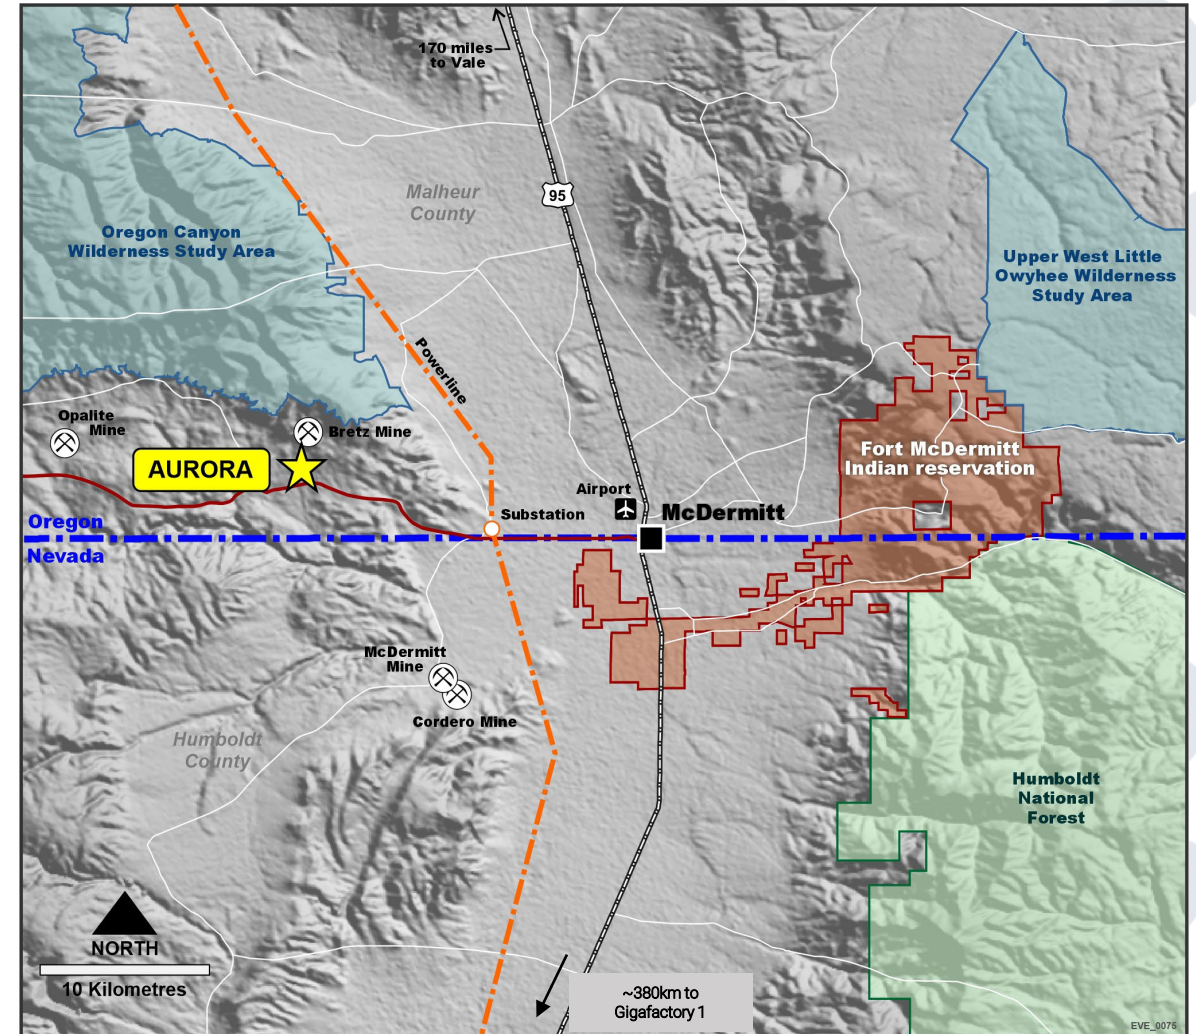 170 miles
to Vale
95
Malheur
County
Oregon Canyon
Wilderness Study Area
Upper West Little
Owyhee Wilderness
Study Area
Powerline
Opalite
Mine
Bretz Mine
AURORA
Fort McDermitt
Indian reservation
Airport
McDermitt
Substation
Oregon
Nevada
McDermitt
Mine
Cordero Mine
Humboldt
County
Humboldt
National
Forest
NORTH
10 Kilometres
~380km to
Gigafactory 1
EVE_0075